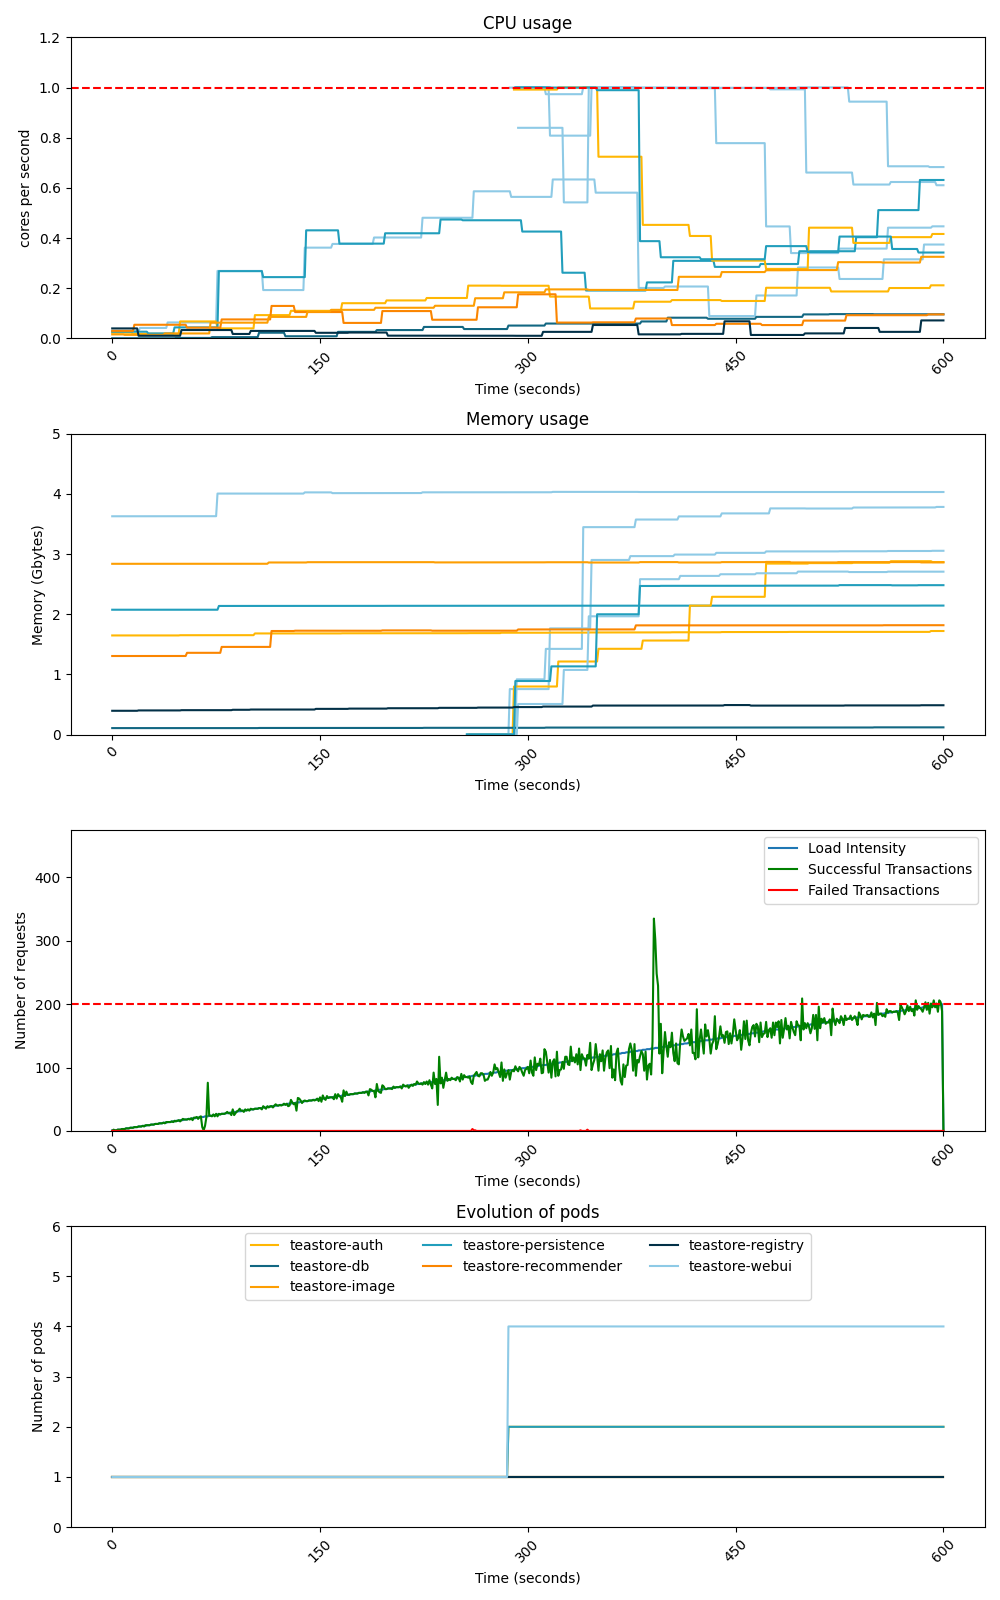 CPU usage
1.2
1.0
0.8
0.6
0.4
0.2
0.0
cores per second
0 150 300 450 600
Time (seconds)
Memory usage
5
4
3
2
1
0
Memory (Gbytes)
0 150 300 450 600
Time (seconds)
Load Intensity
Successful Transactions
Failed Transactions
400
300
200
100
0
Number of requests
0 150 300 450 600
Time (seconds)
Evolution of pods
teastore-auth teastore-persistence teastore-registry
teastore-db teastore-recommender teastore-webui
teastore-image
6
5
4
3
2
1
0
Number of pods
0 150 300 450 600
Time (seconds)